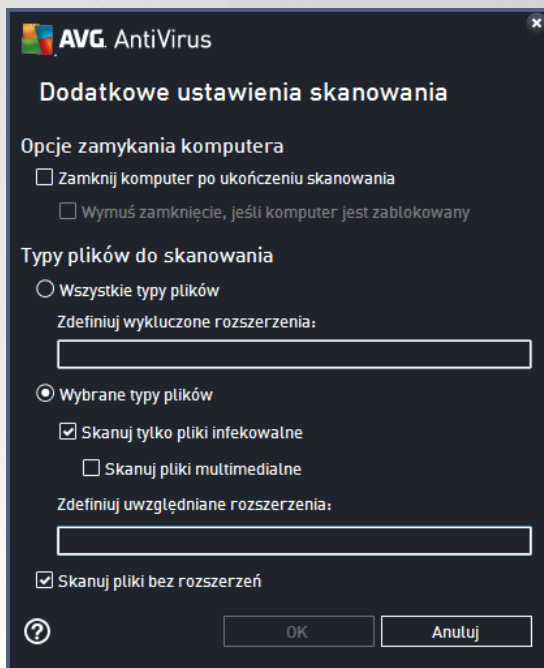 AVG. AntiVirus
Dodatkowe ustawienia skanowania
Opcje zamykania komputera
Zamknij komputer po ukończeniu skanowania
Wymuś zamknięcie, jeśli komputer jest zablokowany
Typy plików do skanowania
Wszystkie typy plików
Zdefiniuj wykluczone rozszerzenia:
Wybrane typy plików
Skanuj tylko pliki infekowalne
Skanuj pliki multimedialne
Zdefiniuj uwzględniane rozszerzenia:
Skanuj pliki bez rozszerzeń
? OK Anuluj